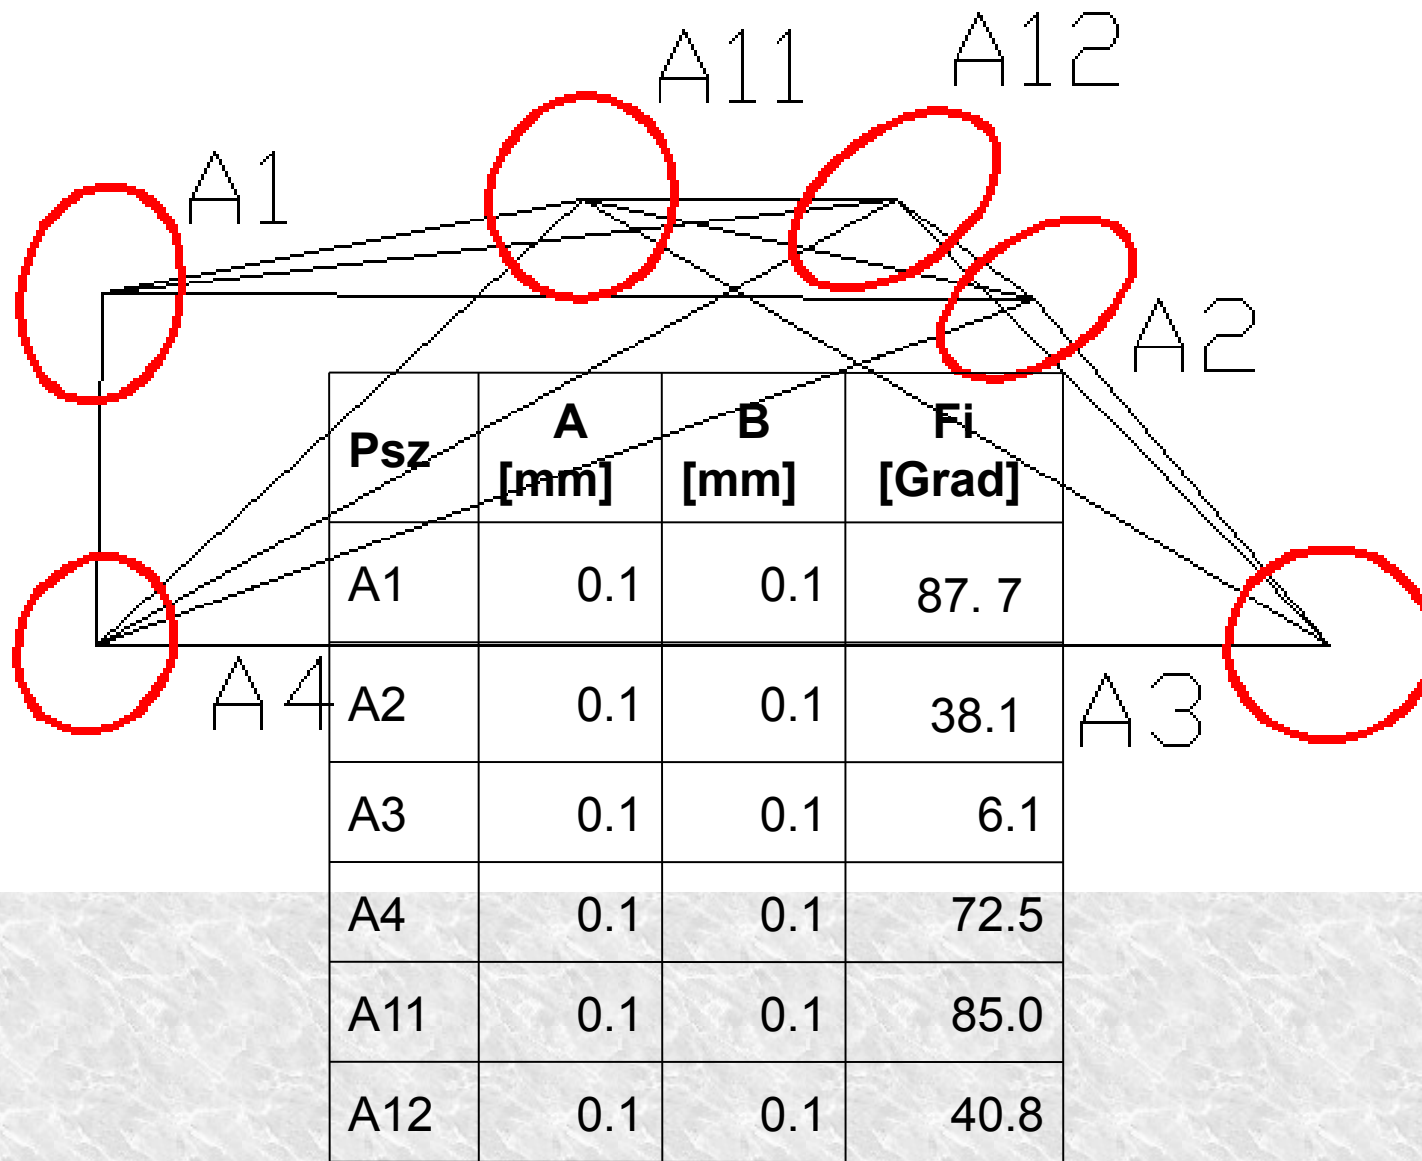 A11
A12
A1
A2
A4
A3
Psz A [mm] B [mm] Fi [Grad]
A1 0.1 0.1 87. 7
A2 0.1 0.1 38.1
A3 0.1 0.1 6.1
A4 0.1 0.1 72.5
A11 0.1 0.1 85.0
A12 0.1 0.1 40.8